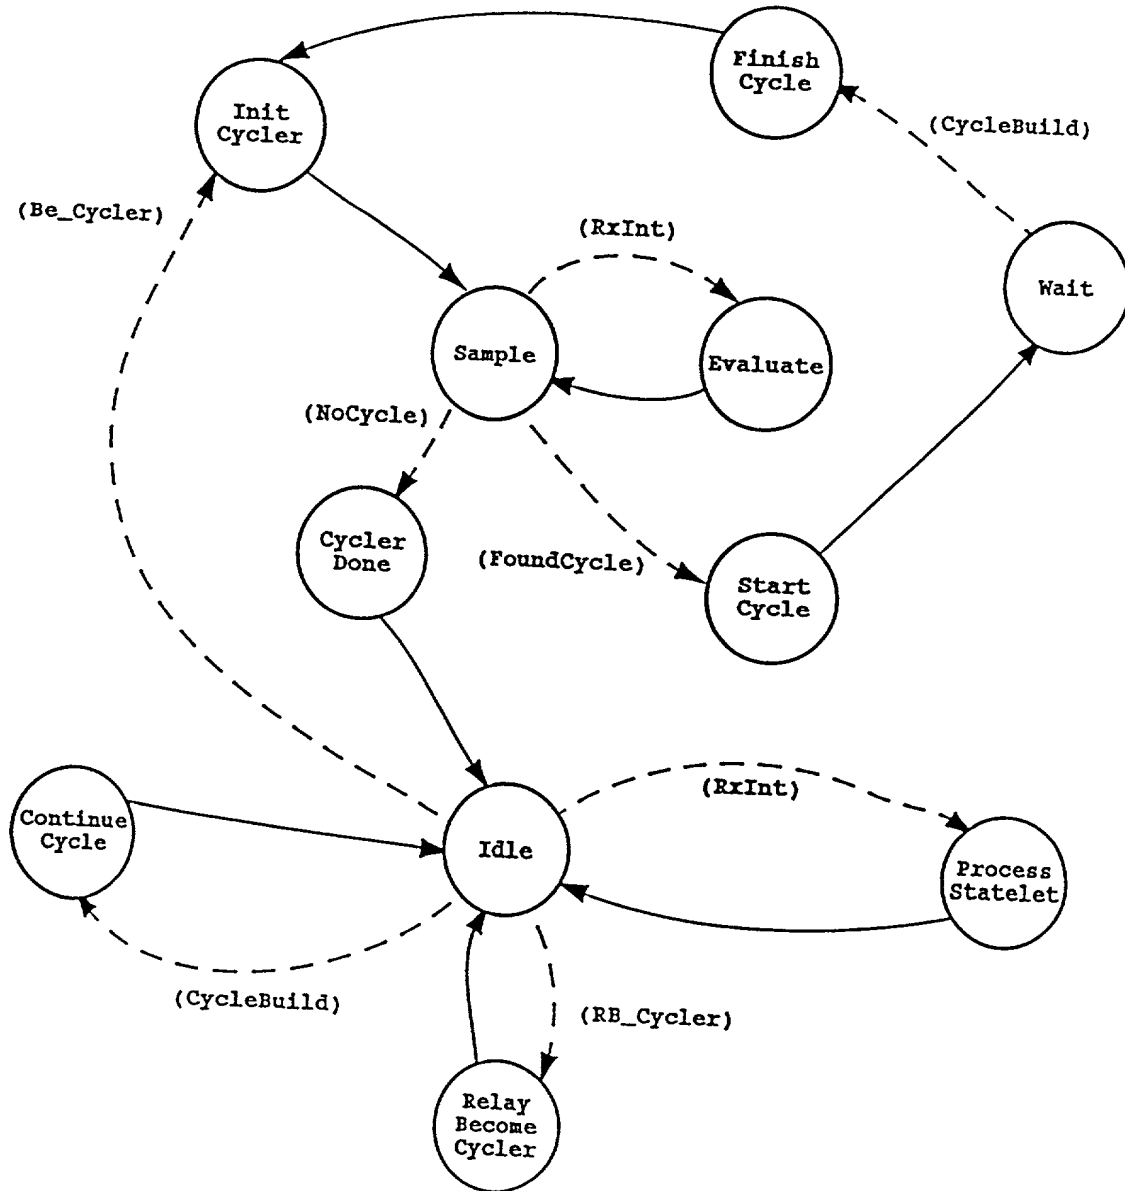 Finish
Cycle
Init
Cycler
(CycleBuild)
(Be_Cycler)
(RxInt)
Wait
Sample
Evaluate
(NoCycle)
Cycler
Done
(FoundCycle)
Start
Cycle
(RxInt)
Continue
Cycle
Idle
Process
Statelet
(CycleBuild)
(RB_Cycler)
Relay
Become
Cycler